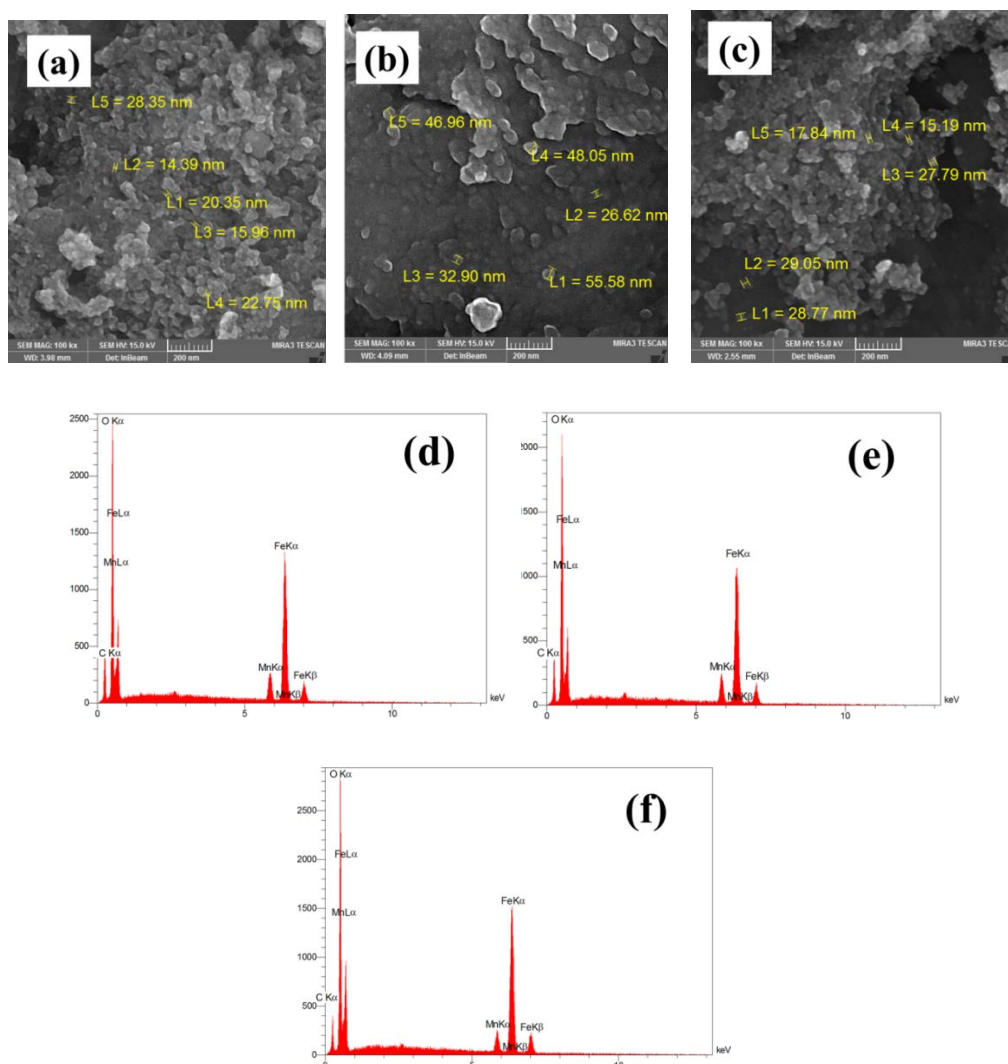 (a)
L5 = 28.35 nm
L2 = 14.39 nm
L1 = 20.35 nm
L3 = 15.96 nm
L4 = 22.75 nm
SEM MAG: 100 kx
SEM HV: 15.0 kV
MIRA3 TESCAN
WD: 3.98 mm
Det: InBeam
200 nm
(b)
L5 = 46.96 nm
L4 = 48.05 nm
L2 = 26.62 nm
L3 = 32.90 nm
L1 = 55.58 nm
SEM MAG: 100 kx
SEM HV: 15.0 kV
MIRA3 TESCAN
WD: 4.09 mm
Det: InBeam
200 nm
(c)
L4 = 15.19 nm
L5 = 17.84 nm
L3 = 27.79 nm
L2 = 29.05 nm
L1 = 28.77 nm
SEM MAG: 100 kx
SEM HV: 15.0 kV
MIRA3 TESCAN
WD: 2.55 mm
Det: InBeam
200 nm
(d)
2500
O Kα
2000
FeLα
1500
FeKα
MnLα
1000
500
C Kα
MnKα
FeKβ
MnKβ
keV
0
0
5
10
(e)
O Kα
2000
1500
FeLα
FeKα
MnLα
1000
500
C Kα
MnKα
FeKβ
MnKβ
keV
0
0
5
10
(f)
O Kα
2500
2000
FeLα
1500
FeKα
MnLα
1000
500
C Kα
MnKα
FeKβ
MnKβ
0